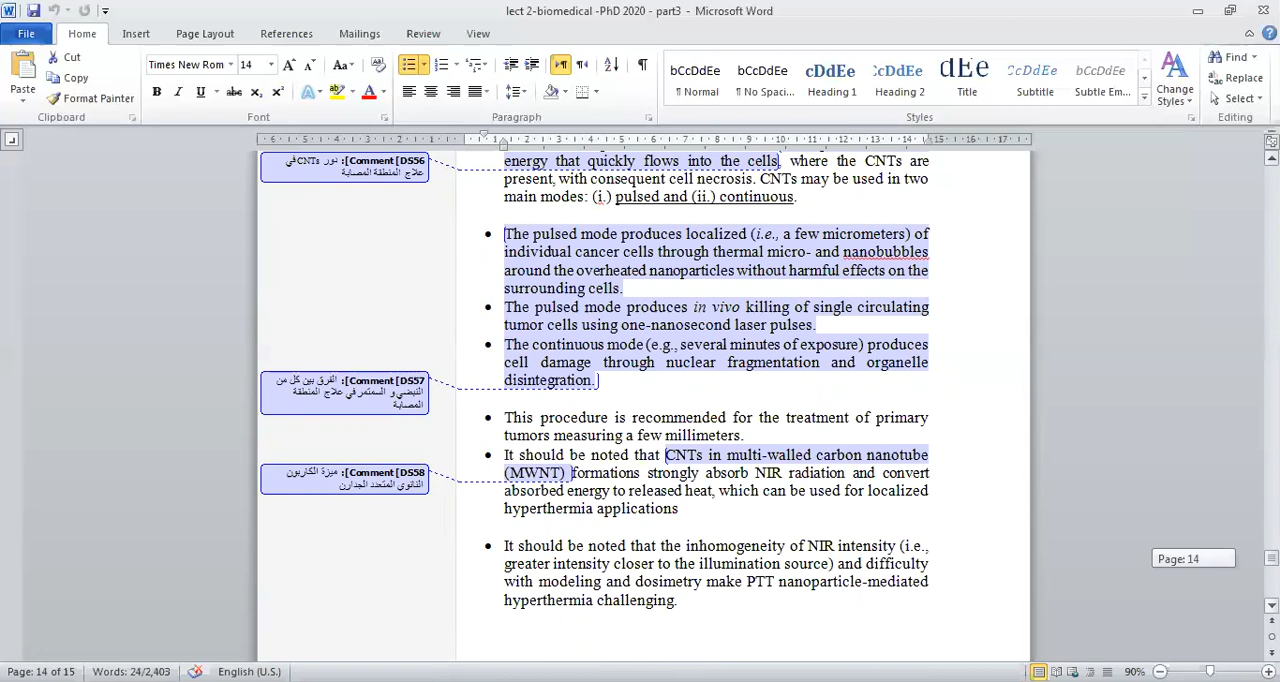 lect 2-biomedical -PhD 2020 - part3 - Microsoft Word
File Home Insert Page Layout References Mailings Review View
Paste
Cut
Copy
Format Painter
Clipboard
Times New Rom 14
Font
Paragraph
bCcDdEe bCcDdEe cDdEe :cDdEe dEe CcDdEe bCcDdEe
¶ Normal ¶ No Spaci... Heading 1 Heading 2 Title Subtitle Subtle Em...
Change
Styles
Styles
Find
Replace
Select
Editing
energy that quickly flows into the cells, where the CNTs are
present, with consequent cell necrosis. CNTs may be used in two
main modes: (i.) pulsed and (ii.) continuous.
Comment [DS56]: دور CNTs في
علاج المنطقة المصابة
• The pulsed mode produces localized (i.e., a few micrometers) of
individual cancer cells through thermal micro- and nanobubbles
around the overheated nanoparticles without harmful effects on the
surrounding cells.
• The pulsed mode produces in vivo killing of single circulating
tumor cells using one-nanosecond laser pulses.
• The continuous mode (e.g., several minutes of exposure) produces
cell damage through nuclear fragmentation and organelle
disintegration.
Comment [DS57]: الفرق بين كل من
النبضي و السمتمر في علاج المنطقة
المصابة
• This procedure is recommended for the treatment of primary
tumors measuring a few millimeters.
• It should be noted that CNTs in multi-walled carbon nanotube
(MWNT) formations strongly absorb NIR radiation and convert
absorbed energy to released heat, which can be used for localized
hyperthermia applications
Comment [DS58]: ميزة الكاربون
النانوي المتعدد الجدارن
• It should be noted that the inhomogeneity of NIR intensity (i.e.,
greater intensity closer to the illumination source) and difficulty
with modeling and dosimetry make PTT nanoparticle-mediated
hyperthermia challenging.
Page: 14
Page: 14 of 15 Words: 24/2,403 English (U.S.) 90%